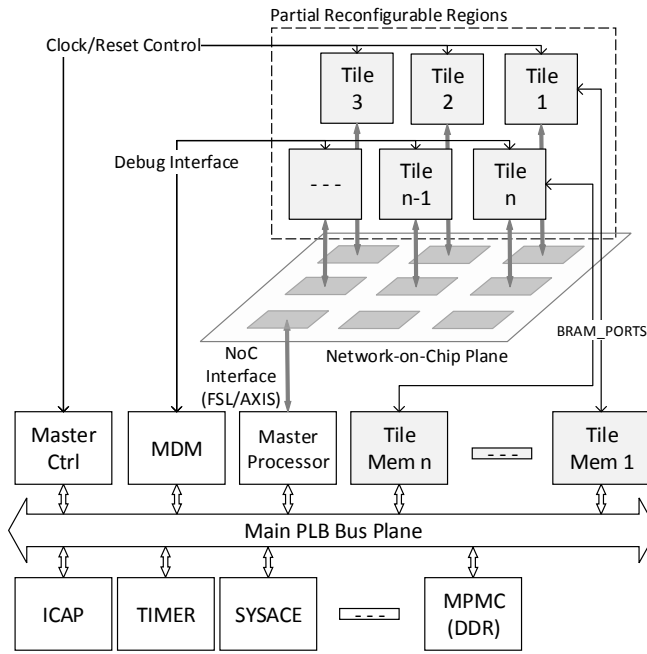 Partial Reconfigurable Regions
Clock/Reset Control
Tile
3
Tile
2
Tile
1
Debug Interface
- - -
Tile
n-1
Tile
n
BRAM_PORTS
Network-on-Chip Plane
NoC
Interface
(FSL/AXIS)
Master
Ctrl
MDM
Master
Processor
Tile
Mem n
- - -
Tile
Mem 1
Main PLB Bus Plane
ICAP
TIMER
SYSACE
- - -
MPMC
(DDR)